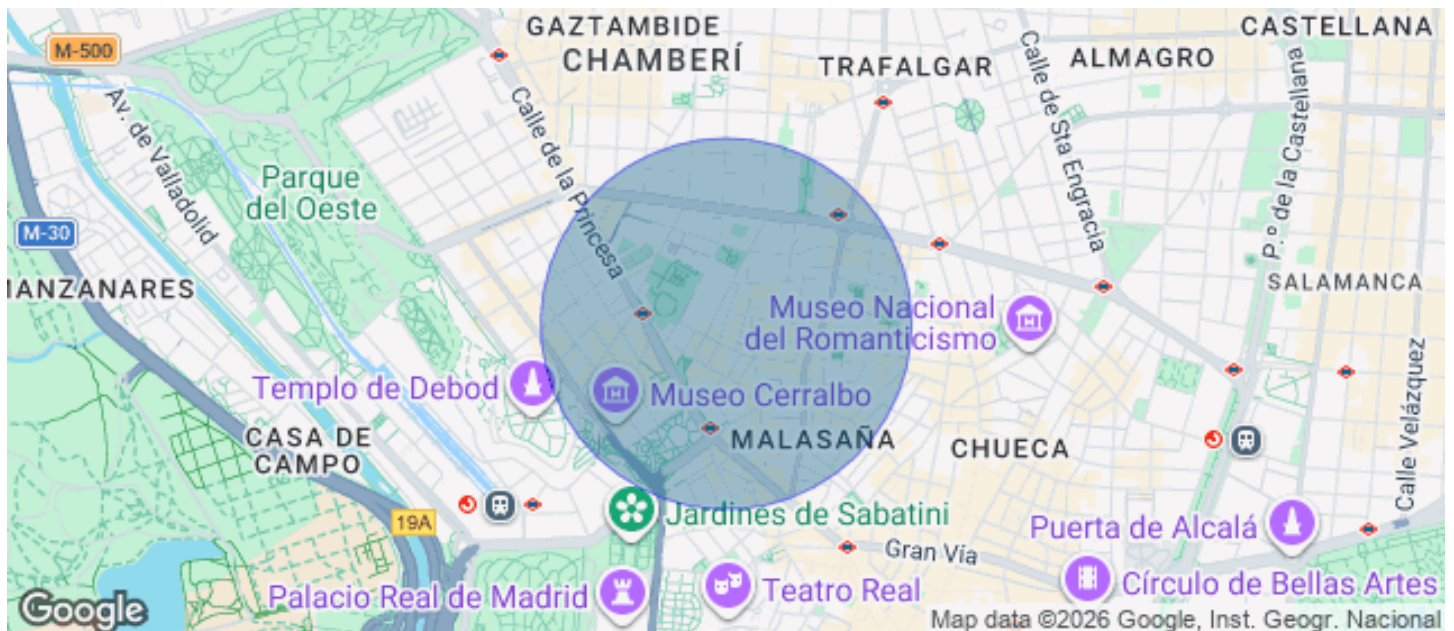 GAZTAMBIDE
CHAMBERÍ
TRAFALGAR
ALMAGRO
CASTELLANA
M-500
Av. de Valladolid
Calle de la Princesa
Calle de Sta Engracia
P.º de la Castellana
Parque
del Oeste
M-30
MANZANARES
SALAMANCA
Museo Nacional
del Romanticismo
Templo de Debod
Museo Cerralbo
Calle Velázquez
CASA DE
CAMPO
MALASAÑA
CHUECA
19A
Jardines de Sabatini
Gran Vía
Puerta de Alcalá
Palacio Real de Madrid
Teatro Real
Círculo de Bellas Artes
Google
Map data ©2026 Google, Inst. Geogr. Nacional